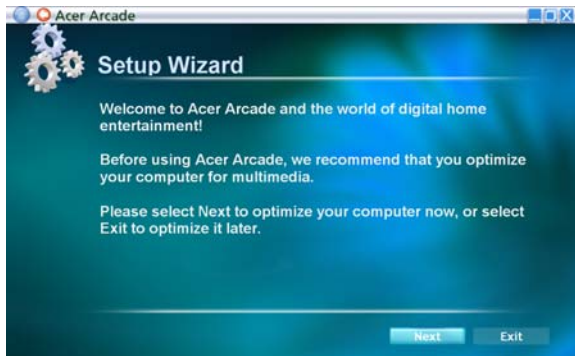 Acer Arcade
Setup Wizard
Welcome to Acer Arcade and the world of digital home
entertainment!
Before using Acer Arcade, we recommend that you optimize
your computer for multimedia.
Please select Next to optimize your computer now, or select
Exit to optimize it later.
Next Exit